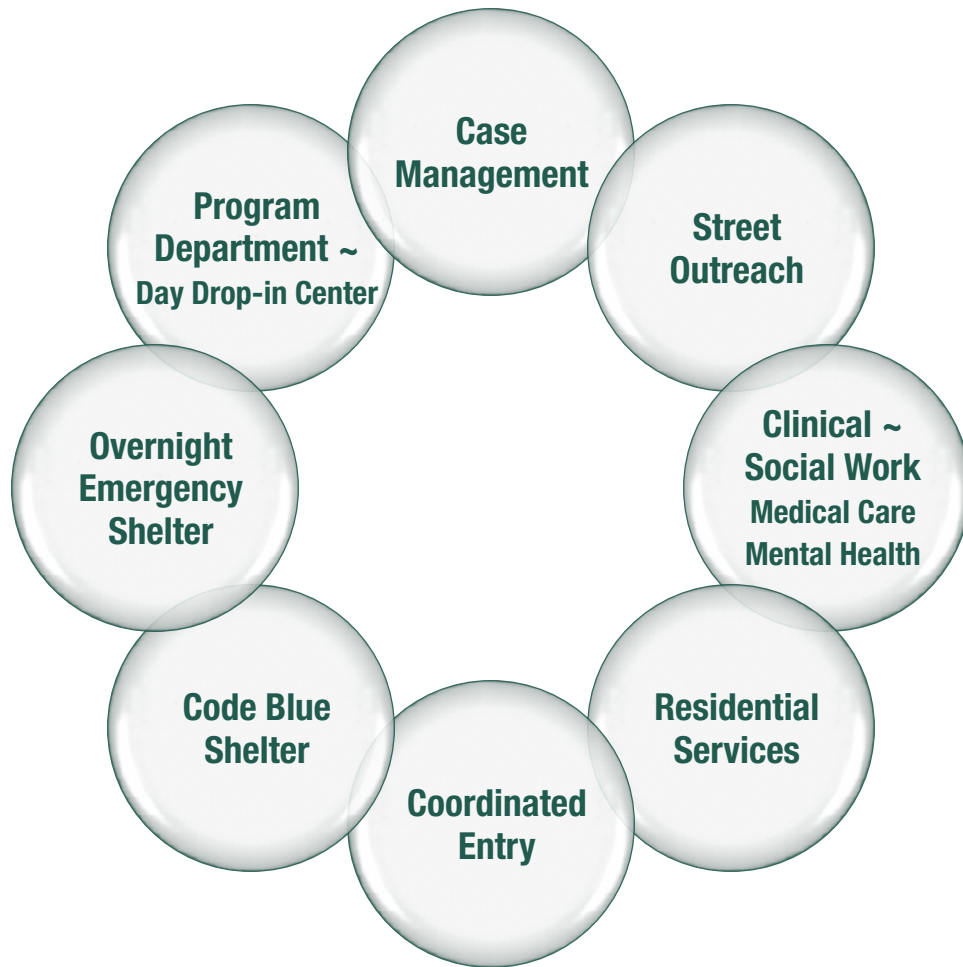 Case
Management
Street
Outreach
Clinical ~
Social Work
Medical Care
Mental Health
Residential
Services
Coordinated
Entry
Code Blue
Shelter
Overnight
Emergency
Shelter
Program
Department ~
Day Drop-in Center